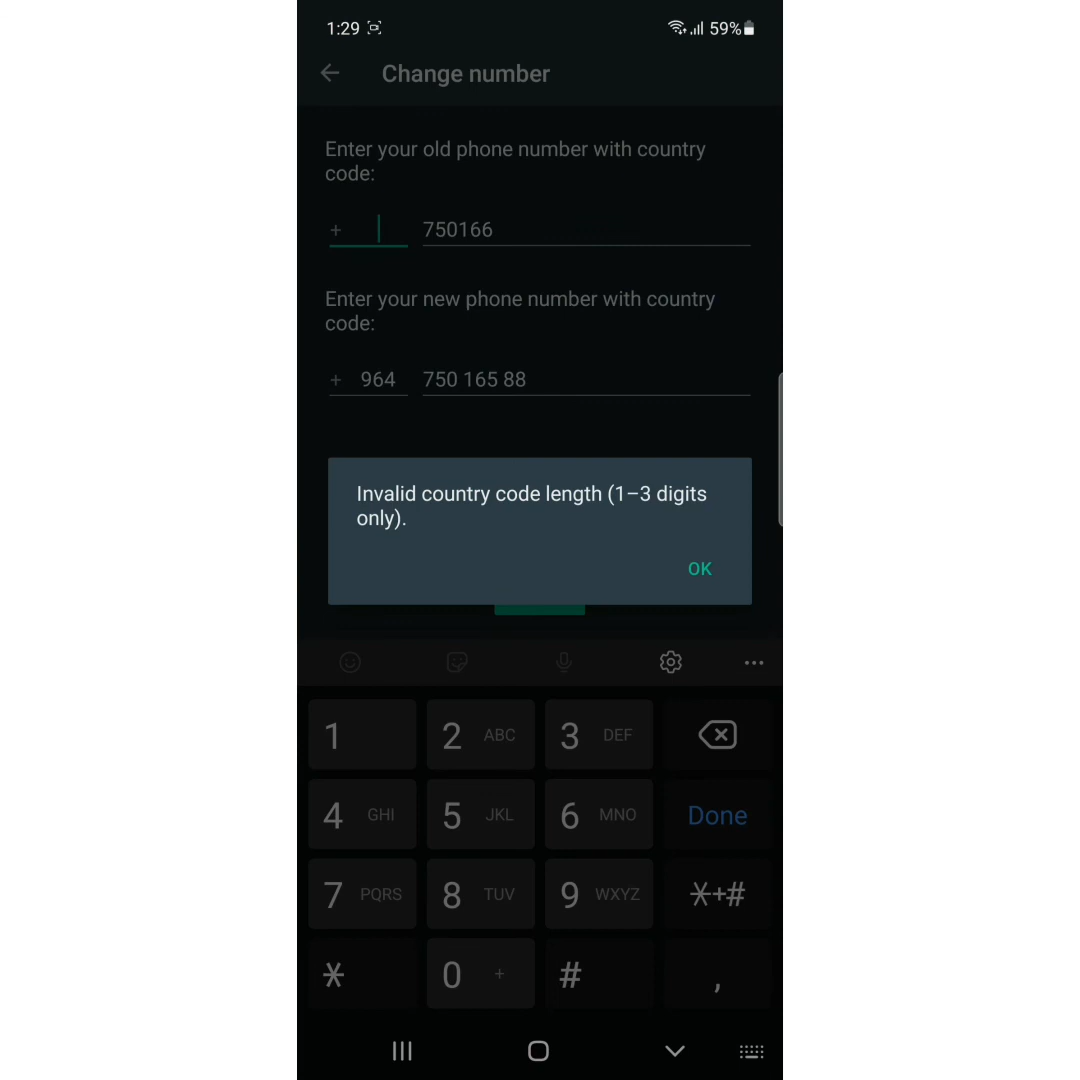 1:29 59%
Change number
Enter your old phone number with country
code:
+ 750166
Enter your new phone number with country
code:
+ 964 750 165 88
Invalid country code length (1–3 digits
only).
OK
1 2 ABC 3 DEF
4 GHI 5 JKL 6 MNO Done
7 PQRS 8 TUV 9 WXYZ *+#
* 0 + # ,